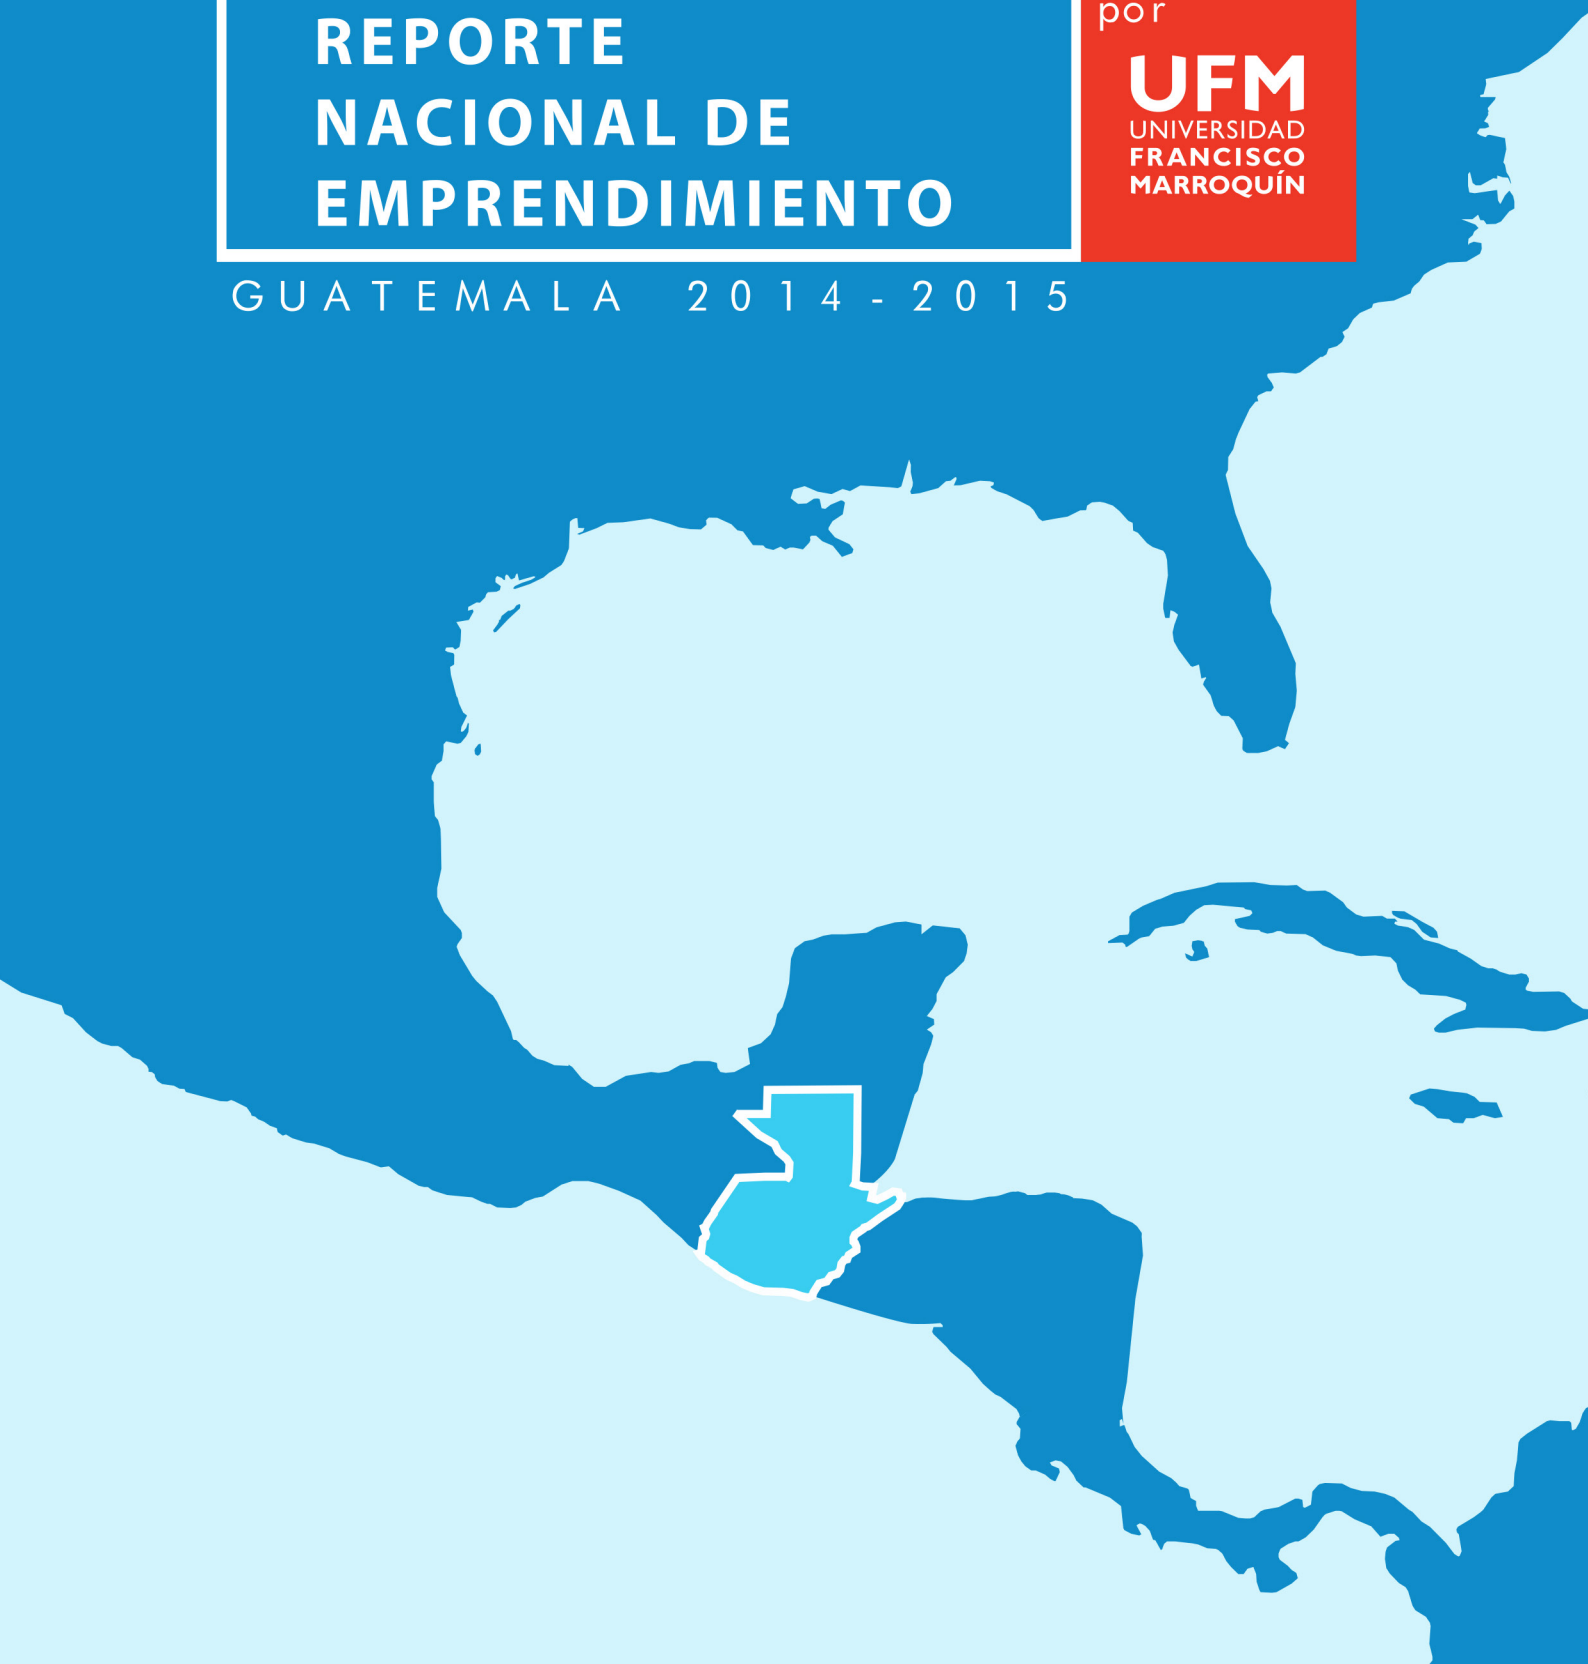 REPORTE
NACIONAL DE
EMPRENDIMIENTO
GUATEMALA 2014-2015
por
UFM
UNIVERSIDAD
FRANCISCO
MARROQUÍN